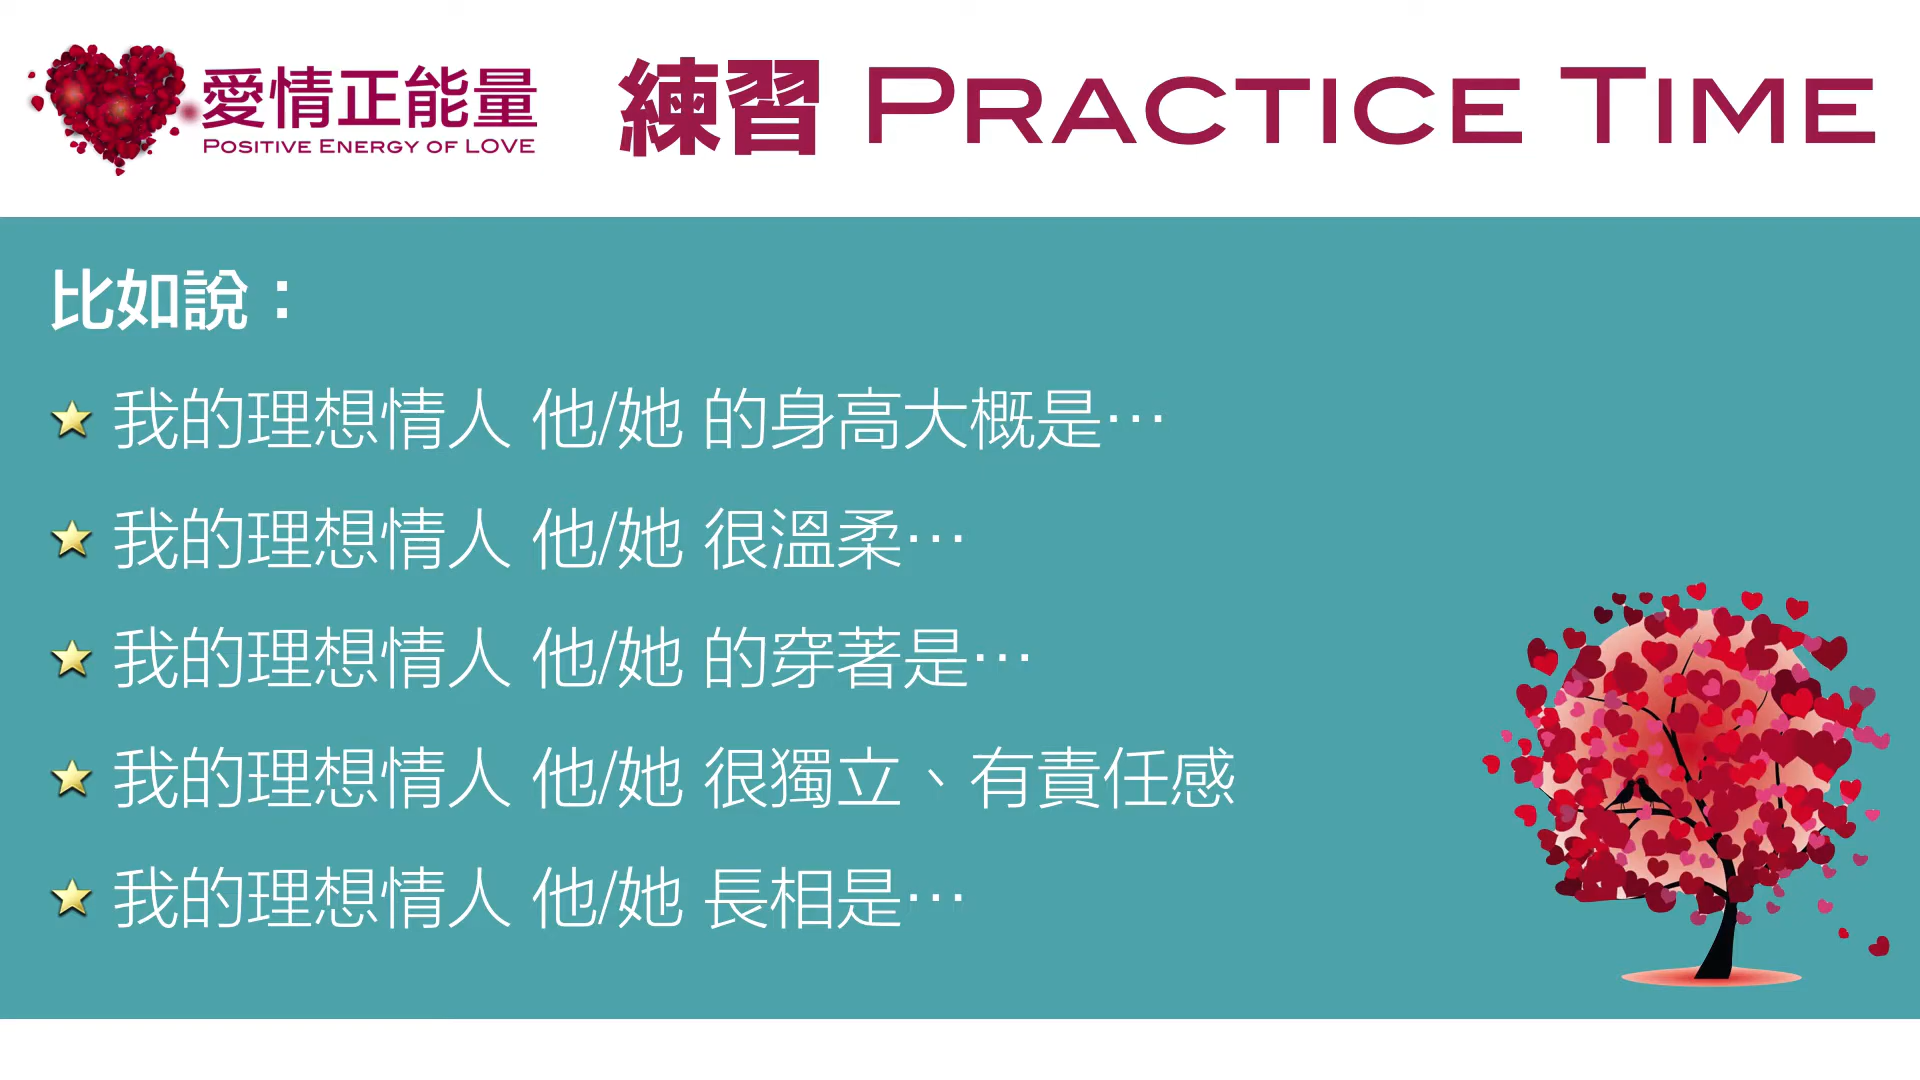 愛情正能量
POSITIVE ENERGY OF LOVE
練習 PRACTICE TIME
比如說：
我的理想情人 他/她 的身高大概是⋯
我的理想情人 他/她 很溫柔⋯
我的理想情人 他/她 的穿著是⋯
我的理想情人 他/她 很獨立、有責任感
我的理想情人 他/她 長相是⋯